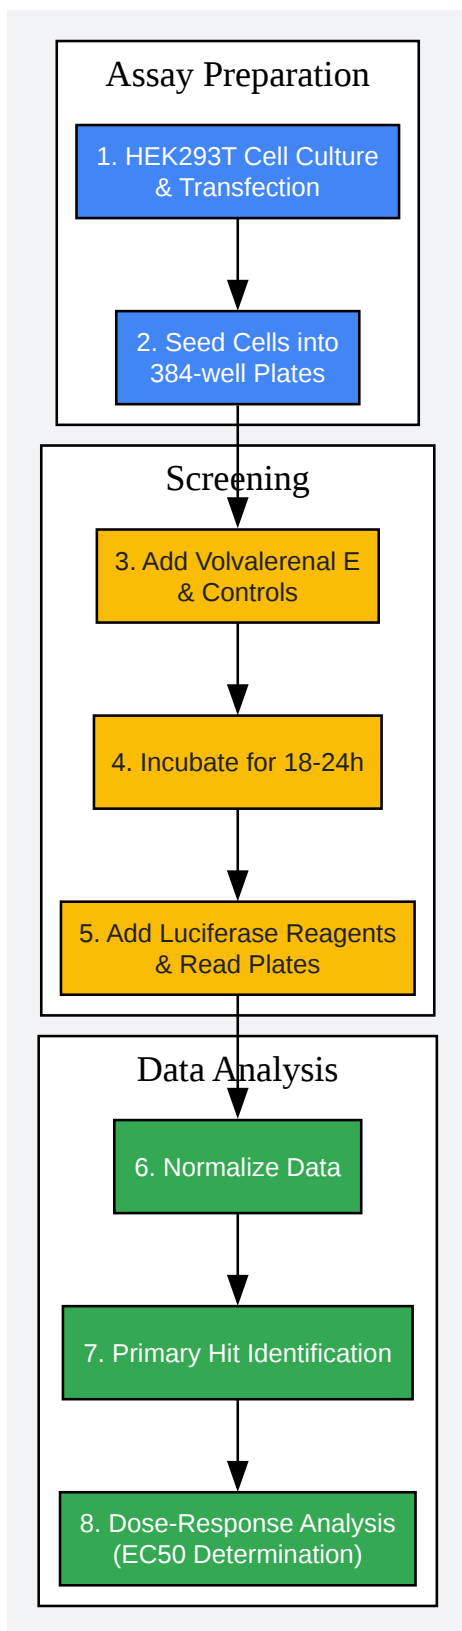 Assay Preparation
1. HEK293T Cell Culture
& Transfection
2. Seed Cells into
384-well Plates
Screening
3. Add Volvalerenal E
& Controls
4. Incubate for 18-24h
5. Add Luciferase Reagents
& Read Plates
Data Analysis
6. Normalize Data
7. Primary Hit Identification
8. Dose-Response Analysis
(EC50 Determination)